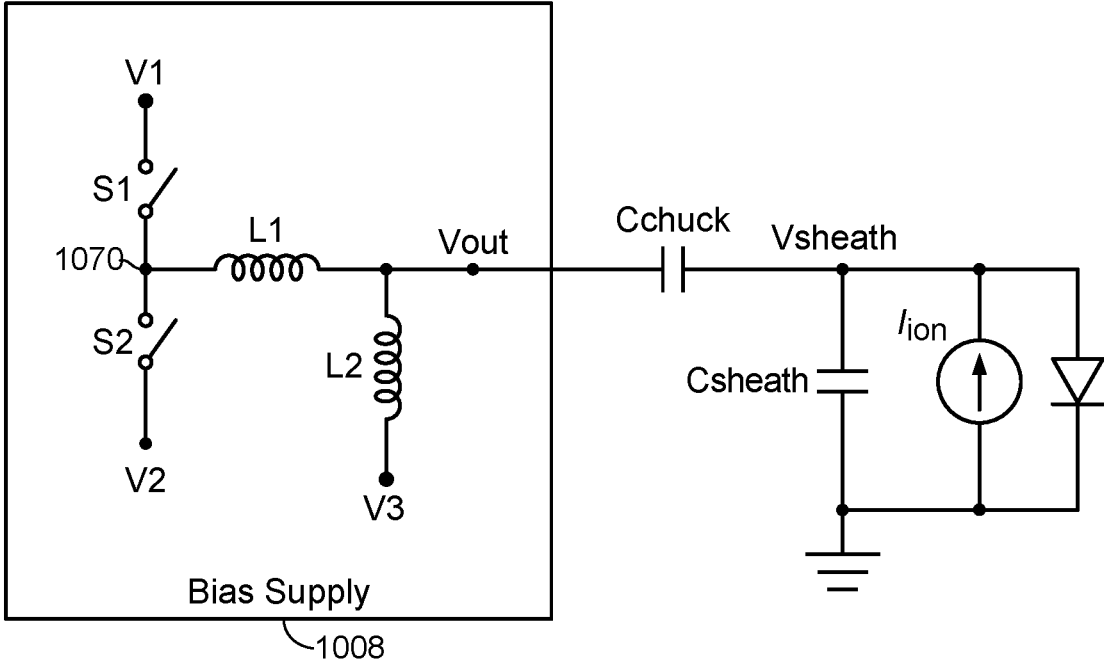 V1
S1
1070
L1
Vout
Cchuck
Vsheath
S2
L2
Csheath
Iion
V2
V3
Bias Supply
1008